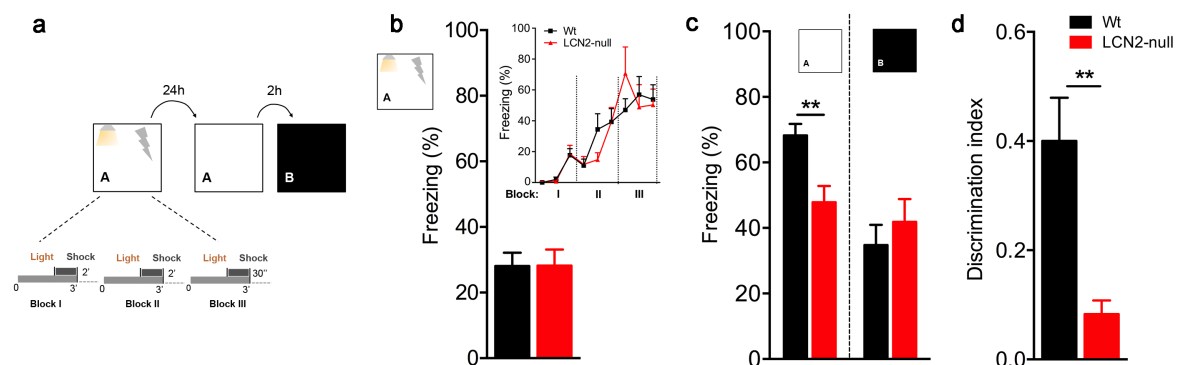 a
24h
2h
A
A
B
Light Shock
0
3'
2'
Block I
Light Shock
0
3'
2'
Block II
Light Shock
0
3'
30"
Block III
b
A
Freezing (%)
100
80
60
40
20
0
Wt
LCN2-null
Freezing (%)
100
80
60
40
20
0
Block: I II III
c
Freezing (%)
100
80
60
40
20
0
A
B
**
d
Wt
LCN2-null
Discrimination index
0.6
0.4
0.2
0.0
**